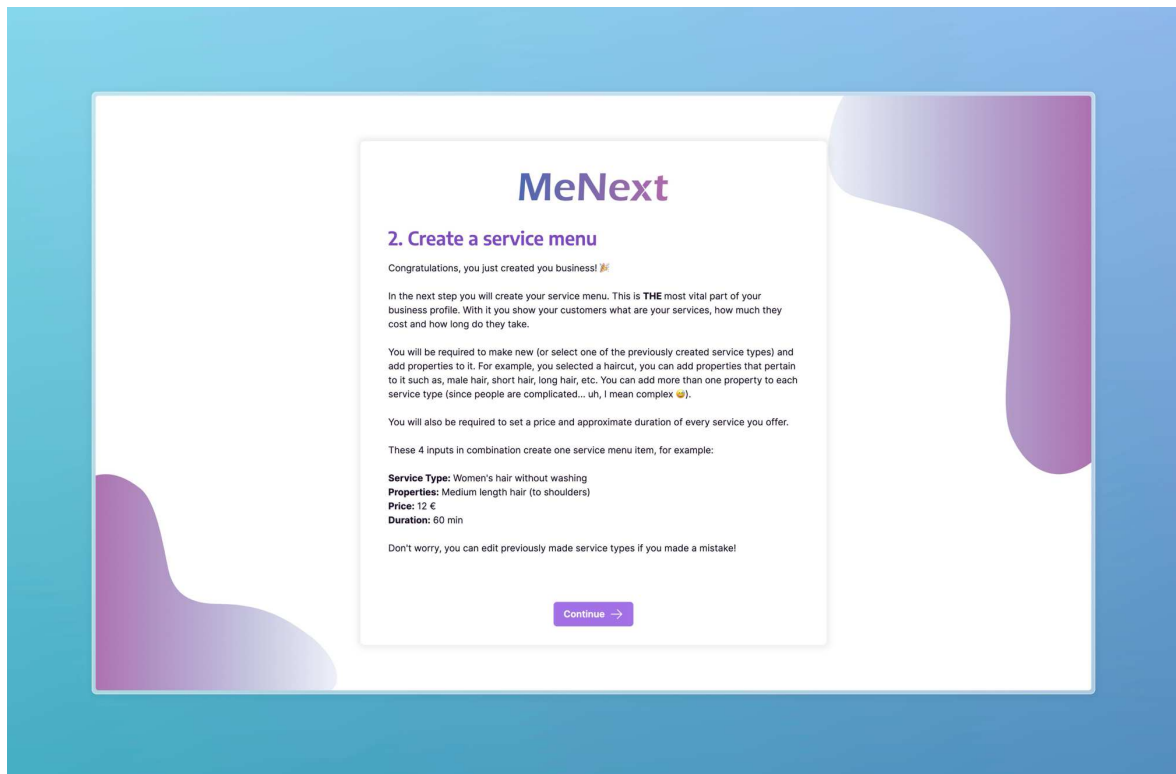 MeNext
2. Create a service menu
Congratulations, you just created you business! 🎉
In the next step you will create your service menu. This is THE most vital part of your
business profile. With it you show your customers what are your services, how much they
cost and how long do they take.
You will be required to make new (or select one of the previously created service types) and
add properties to it. For example, you selected a haircut, you can add properties that pertain
to it such as, male hair, short hair, long hair, etc. You can add more than one property to each
service type (since people are complicated... uh, I mean complex 😅).
You will also be required to set a price and approximate duration of every service you offer.
These 4 inputs in combination create one service menu item, for example:
Service Type: Women's hair without washing
Properties: Medium length hair (to shoulders)
Price: 12 €
Duration: 60 min
Don't worry, you can edit previously made service types if you made a mistake!
Continue →